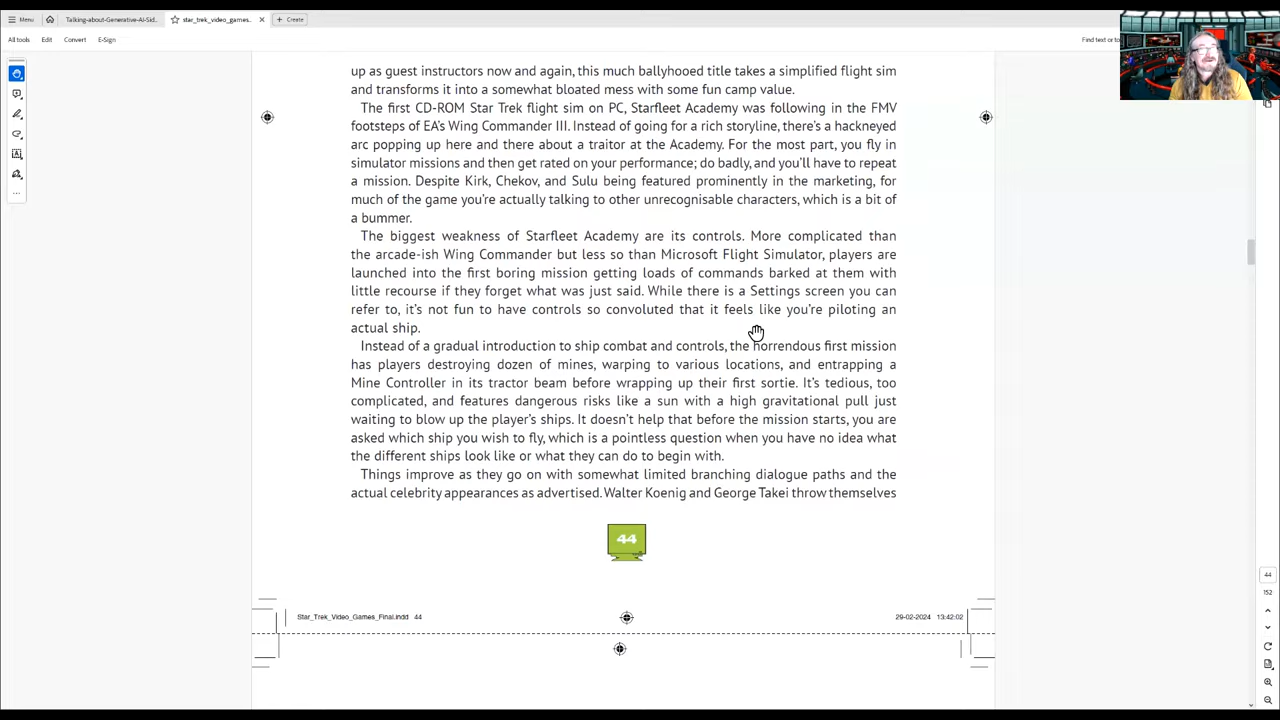 Menu
Talking-about-Generative-AI-Sid...
star_trek_video_games...
Create
All tools Edit Convert E-Sign
Find text or to
up as guest instructors now and again, this much ballyhooed title takes a simplified flight sim
and transforms it into a somewhat bloated mess with some fun camp value.
The first CD-ROM Star Trek flight sim on PC, Starfleet Academy was following in the FMV
footsteps of EA’s Wing Commander III. Instead of going for a rich storyline, there’s a hackneyed
arc popping up here and there about a traitor at the Academy. For the most part, you fly in
simulator missions and then get rated on your performance; do badly, and you’ll have to repeat
a mission. Despite Kirk, Chekov, and Sulu being featured prominently in the marketing, for
much of the game you’re actually talking to other unrecognisable characters, which is a bit of
a bummer.
The biggest weakness of Starfleet Academy are its controls. More complicated than
the arcade-ish Wing Commander but less so than Microsoft Flight Simulator, players are
launched into the first boring mission getting loads of commands barked at them with
little recourse if they forget what was just said. While there is a Settings screen you can
refer to, it’s not fun to have controls so convoluted that it feels like you’re piloting an
actual ship.
Instead of a gradual introduction to ship combat and controls, the horrendous first mission
has players destroying dozen of mines, warping to various locations, and entrapping a
Mine Controller in its tractor beam before wrapping up their first sortie. It’s tedious, too
complicated, and features dangerous risks like a sun with a high gravitational pull just
waiting to blow up the player’s ships. It doesn’t help that before the mission starts, you are
asked which ship you wish to fly, which is a pointless question when you have no idea what
the different ships look like or what they can do to begin with.
Things improve as they go on with somewhat limited branching dialogue paths and the
actual celebrity appearances as advertised. Walter Koenig and George Takei throw themselves
44
Star_Trek_Video_Games_Final.indd 44
29-02-2024 13:42:02
44
152